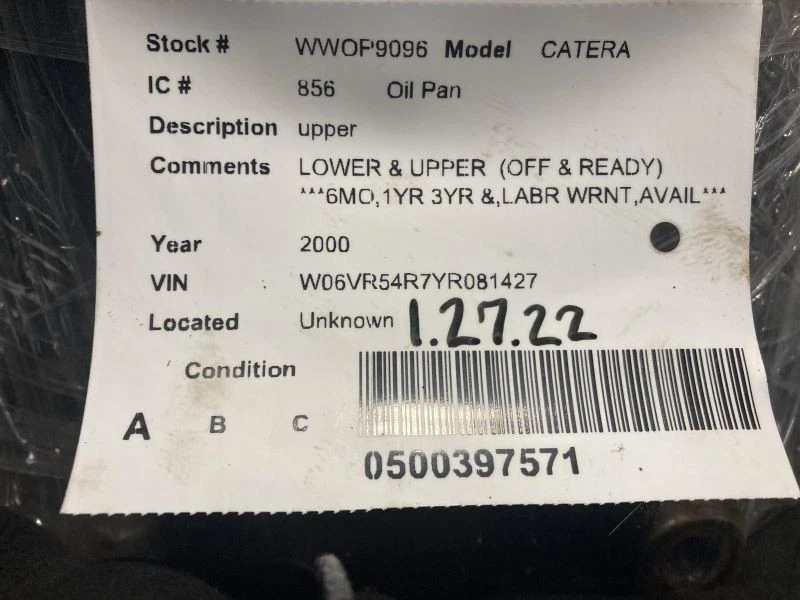 Stock # WWOP9096 Model CATERA
IC # 856 Oil Pan
Description upper
Comments LOWER & UPPER (OFF & READY)
***6MO,1YR 3YR &,LABR WRNT,AVAIL***
Year 2000
VIN W06VR54R7YR081427
Located Unknown 1.27.22
Condition
A B C
0500397571